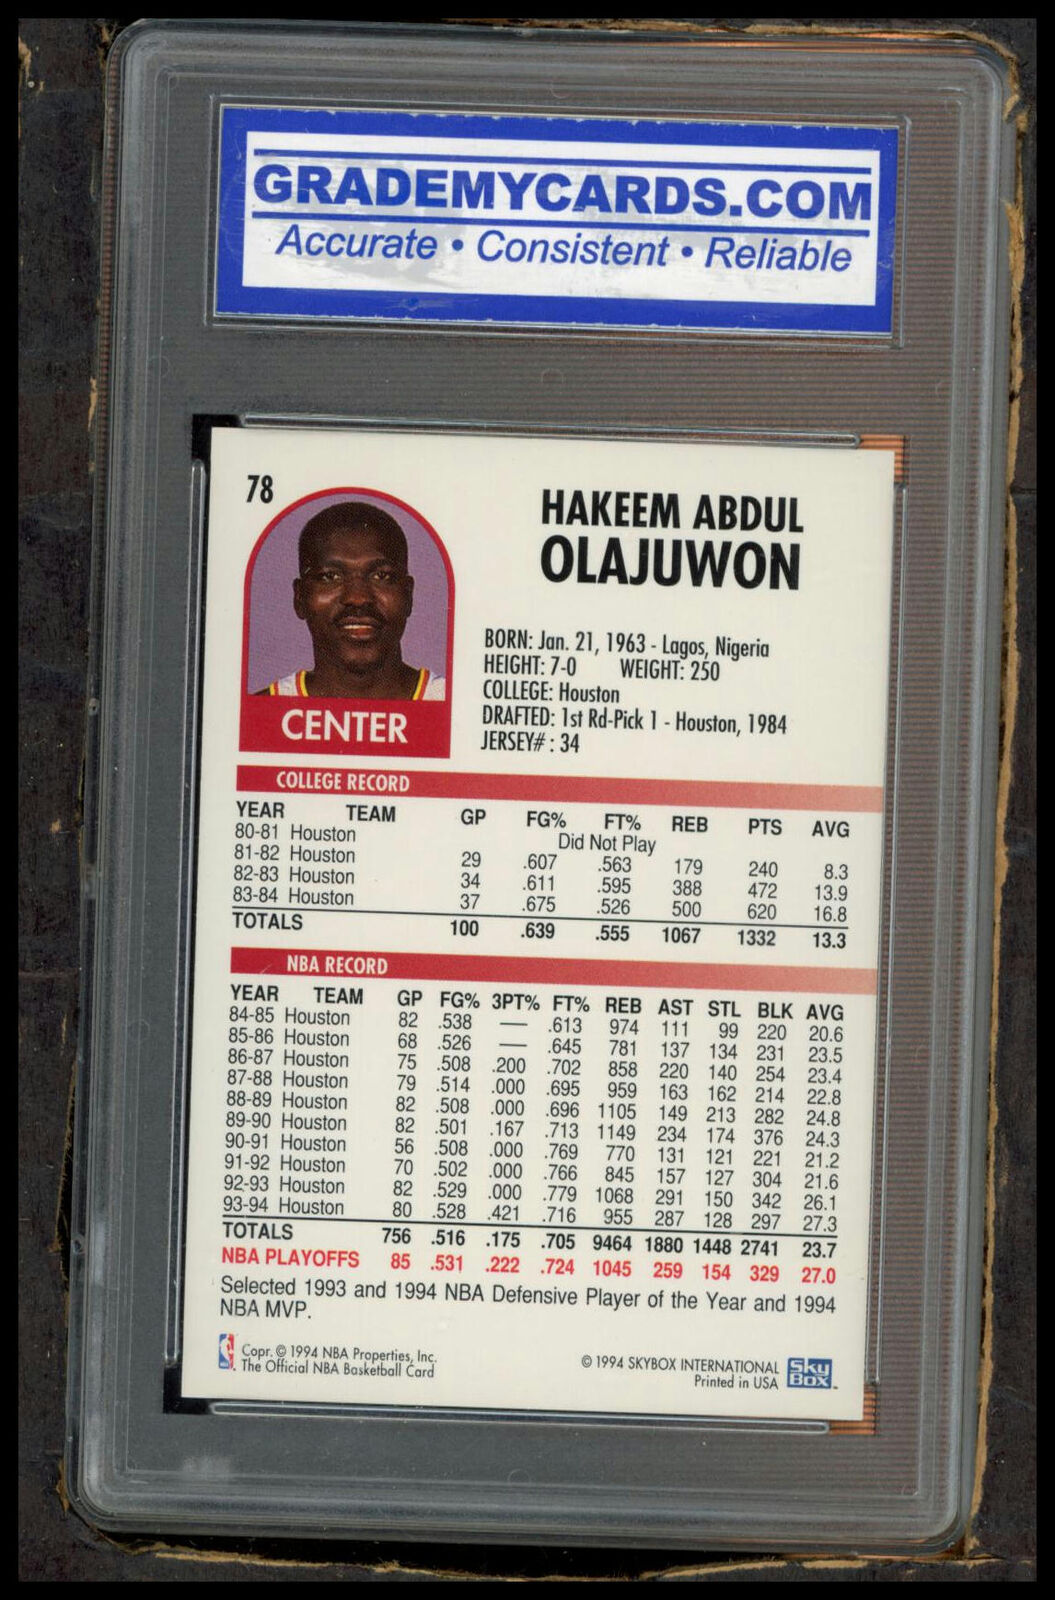 GRADEMYCARDS.COM
Accurate • Consistent • Reliable
78
HAKEEM ABDUL
OLAJUWON
BORN: Jan. 21, 1963 - Lagos, Nigeria
HEIGHT: 7-0 WEIGHT: 250
COLLEGE: Houston
DRAFTED: 1st Rd-Pick 1 - Houston, 1984
JERSEY# : 34
CENTER
COLLEGE RECORD
YEAR TEAM GP FG% FT% REB PTS AVG
80-81 Houston Did Not Play
81-82 Houston 29 .607 .563 179 240 8.3
82-83 Houston 34 .611 .595 388 472 13.9
83-84 Houston 37 .675 .526 500 620 16.8
TOTALS 100 .639 .555 1067 1332 13.3
NBA RECORD
YEAR TEAM GP FG% 3PT% FT% REB AST STL BLK AVG
84-85 Houston 82 .538 — .613 974 111 99 220 20.6
85-86 Houston 68 .526 — .645 781 137 134 231 23.5
86-87 Houston 75 .508 .200 .702 858 220 140 254 23.4
87-88 Houston 79 .514 .000 .695 959 163 162 214 22.8
88-89 Houston 82 .508 .000 .696 1105 149 213 282 24.8
89-90 Houston 82 .501 .167 .713 1149 234 174 376 24.3
90-91 Houston 56 .508 .000 .769 770 131 121 221 21.2
91-92 Houston 70 .502 .000 .766 845 157 127 304 21.6
92-93 Houston 82 .529 .000 .779 1068 291 150 342 26.1
93-94 Houston 80 .528 .421 .716 955 287 128 297 27.3
TOTALS 756 .516 .175 .705 9464 1880 1448 2741 23.7
NBA PLAYOFFS 85 .531 .222 .724 1045 259 154 329 27.0
Selected 1993 and 1994 NBA Defensive Player of the Year and 1994
NBA MVP.
Copr. © 1994 NBA Properties, Inc.
The Official NBA Basketball Card
© 1994 SKYBOX INTERNATIONAL
Printed in USA
SkyBox